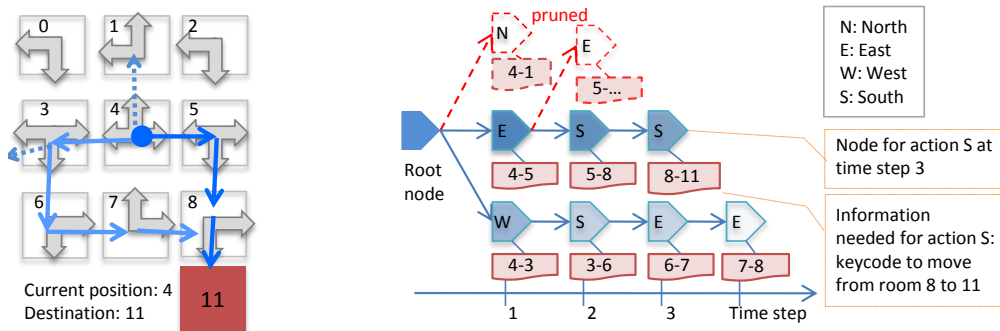 0 1 2
3 4 5
6 7 8
11
Current position: 4
Destination: 11
pruned
N
E
4-1
5-...
Root
node
E S S
4-5 5-8 8-11
W S E E
4-3 3-6 6-7 7-8
1 2 3 Time step
N: North
E: East
W: West
S: South
Node for action S at
time step 3
Information
needed for action S:
keycode to move
from room 8 to 11